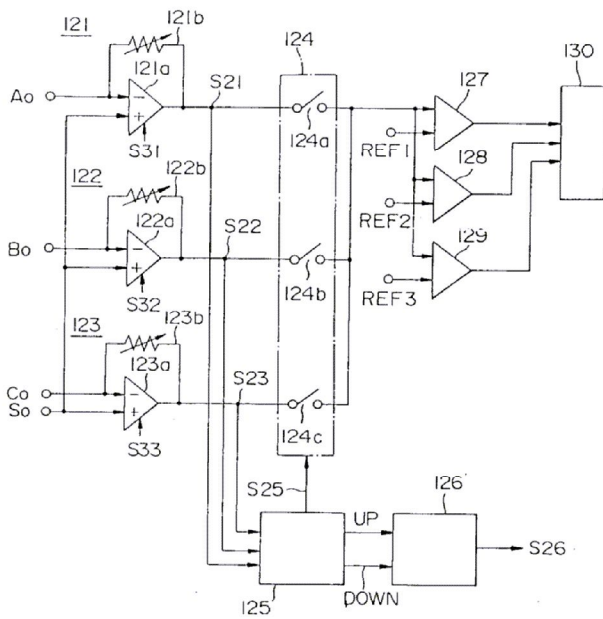 121
121b
124
121a
S21
130
127
Ao
−
+
124a
S31
REF1
122
122b
128
122a
S22
REF2
Bo
−
+
129
S32
124b
REF3
123
123b
123a
S23
Co
−
So
+
124c
S33
S25
126
UP
S26
DOWN
125